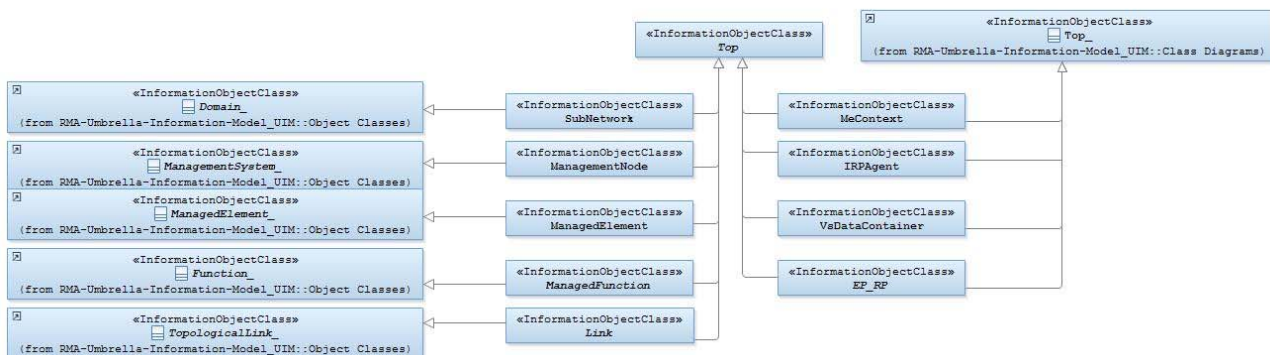 «InformationObjectClass»
Top
«InformationObjectClass»
Top_
(from RMA-Umbrella-Information-Model_UIM::Class Diagrams)
«InformationObjectClass»
Domain_
(from RMA-Umbrella-Information-Model_UIM::Object Classes)
«InformationObjectClass»
SubNetwork
«InformationObjectClass»
MeContext
«InformationObjectClass»
ManagementSystem_
(from RMA-Umbrella-Information-Model_UIM::Object Classes)
«InformationObjectClass»
ManagementNode
«InformationObjectClass»
IRPAgent
«InformationObjectClass»
ManagedElement_
(from RMA-Umbrella-Information-Model_UIM::Object Classes)
«InformationObjectClass»
ManagedElement
«InformationObjectClass»
VsDataContainer
«InformationObjectClass»
Function_
(from RMA-Umbrella-Information-Model_UIM::Object Classes)
«InformationObjectClass»
ManagedFunction
«InformationObjectClass»
EP_RP
«InformationObjectClass»
TopologicalLink_
(from RMA-Umbrella-Information-Model_UIM::Object Classes)
«InformationObjectClass»
Link